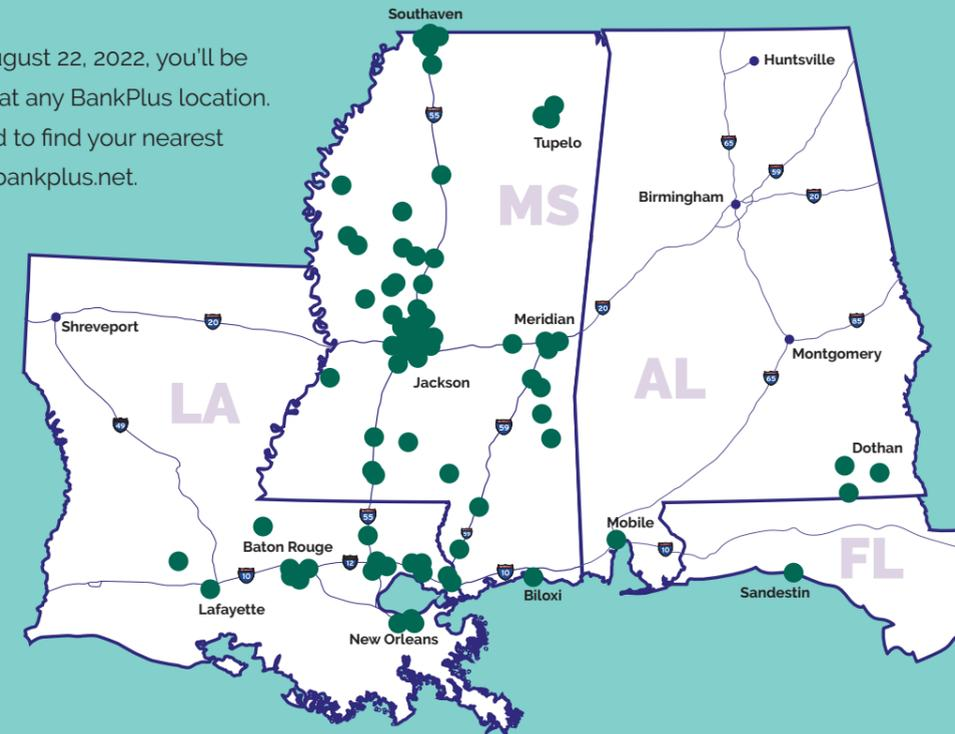 Southaven
gust 22, 2022, you'll be
at any BankPlus location.
d to find your nearest
bankplus.net.
Huntsville
55
Tupelo
65
59
20
MS
Birmingham
20
Meridian
Shreveport
20
85
Montgomery
Jackson
AL
65
LA
49
59
Dothan
55
59
Mobile
Baton Rouge
12
10
10
10
FL
Lafayette
Biloxi
Sandestin
New Orleans